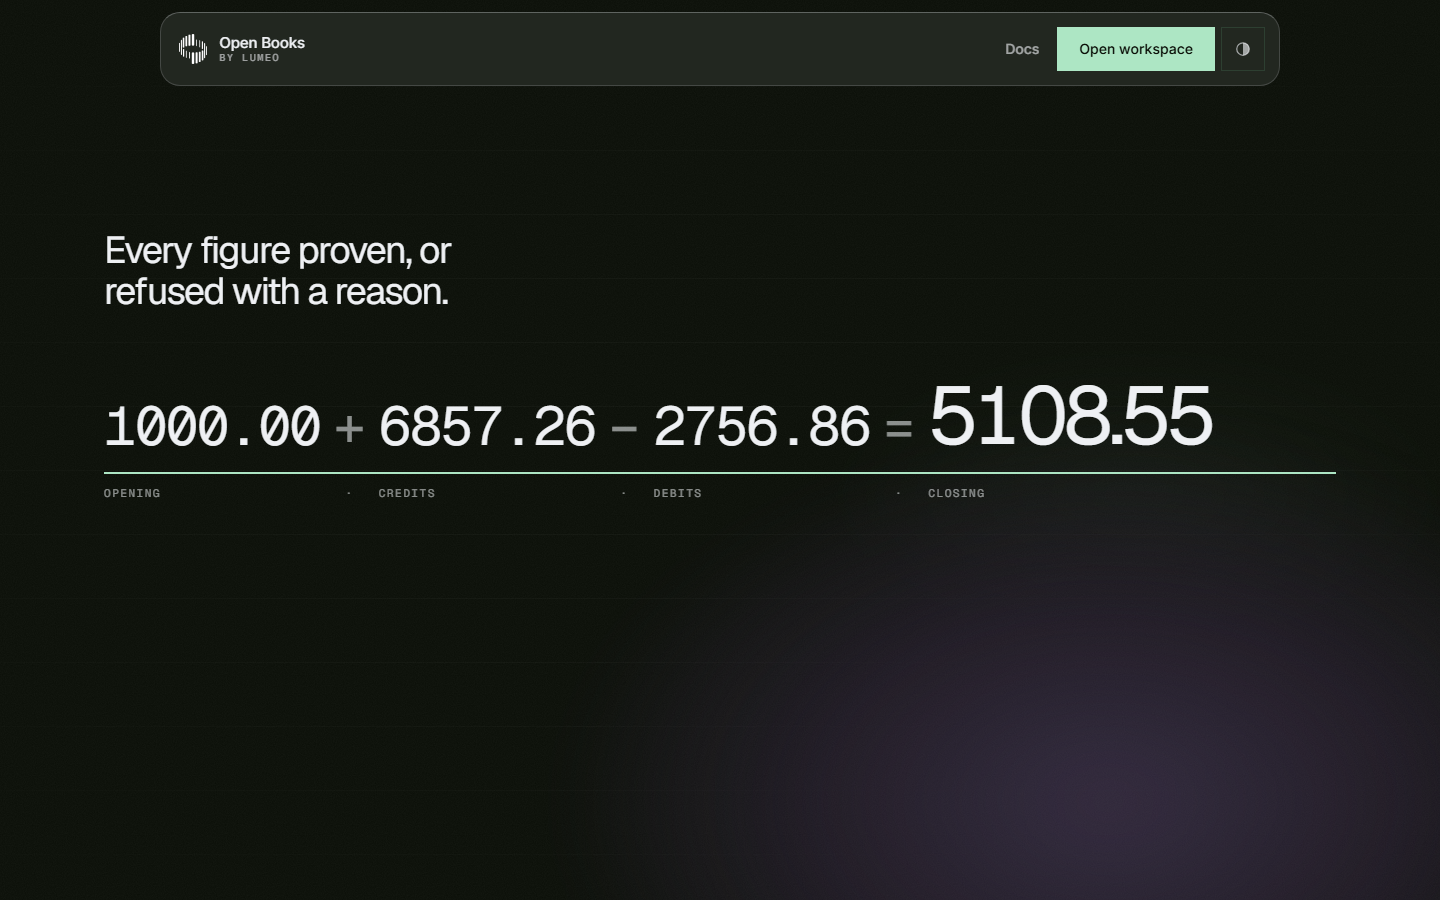 Open Books
BY LUMEO
Docs
Open workspace
Every figure proven, or
refused with a reason.
1000.00 + 6857.26 − 2756.86 = 5108.55
OPENING · CREDITS · DEBITS · CLOSING